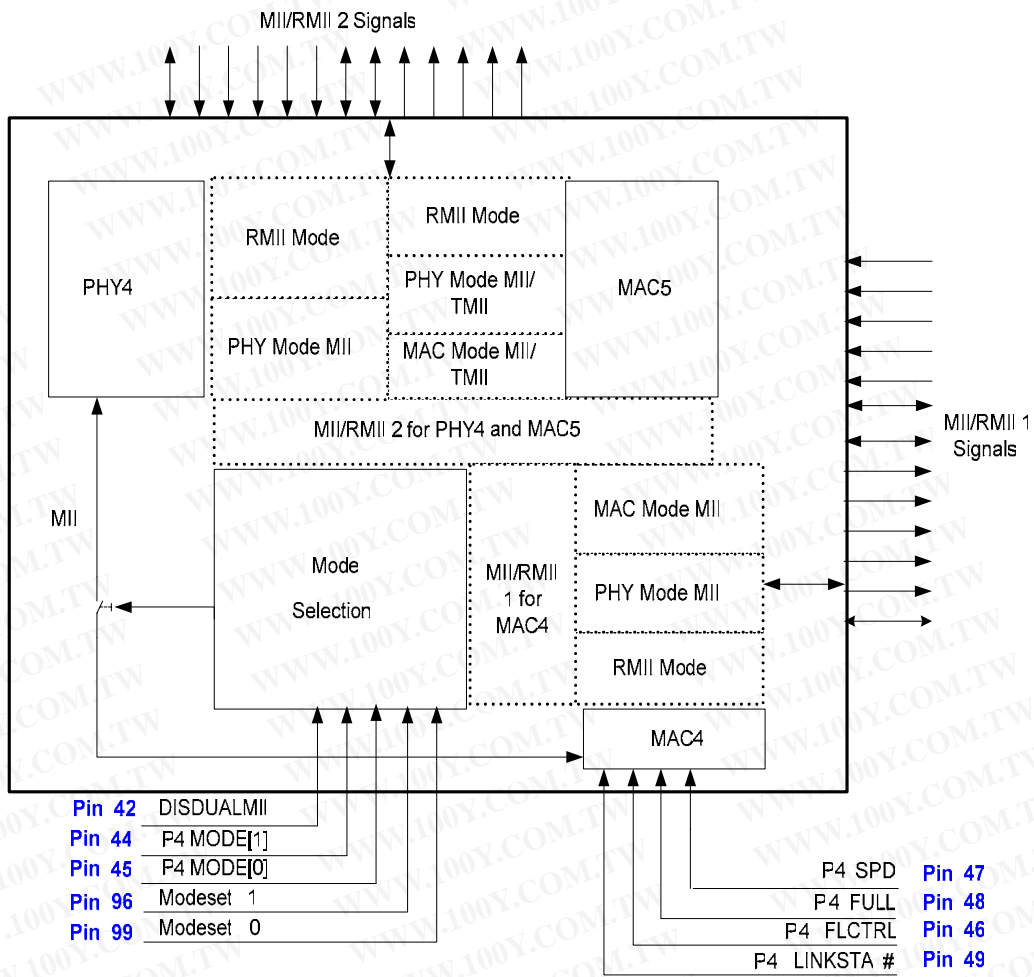 MII/RMII 2 Signals
PHY4
RMII Mode
PHY Mode MII
RMII Mode
PHY Mode MII/
TMII
MAC Mode MII/
TMII
MAC5
MII/RMII 2 for PHY4 and MAC5
MII/RMII 1
Signals
MII
Mode
Selection
MII/RMII
1 for
MAC4
MAC Mode MII
PHY Mode MII
RMII Mode
MAC4
Pin 42 DISDUALMII
Pin 44 P4 MODE[1]
Pin 45 P4 MODE[0]
Pin 96 Modeset 1
Pin 99 Modeset 0
P4 SPD Pin 47
P4 FULL Pin 48
P4 FLCTRL Pin 46
P4 LINKSTA # Pin 49
WWW.100Y.COM.TW